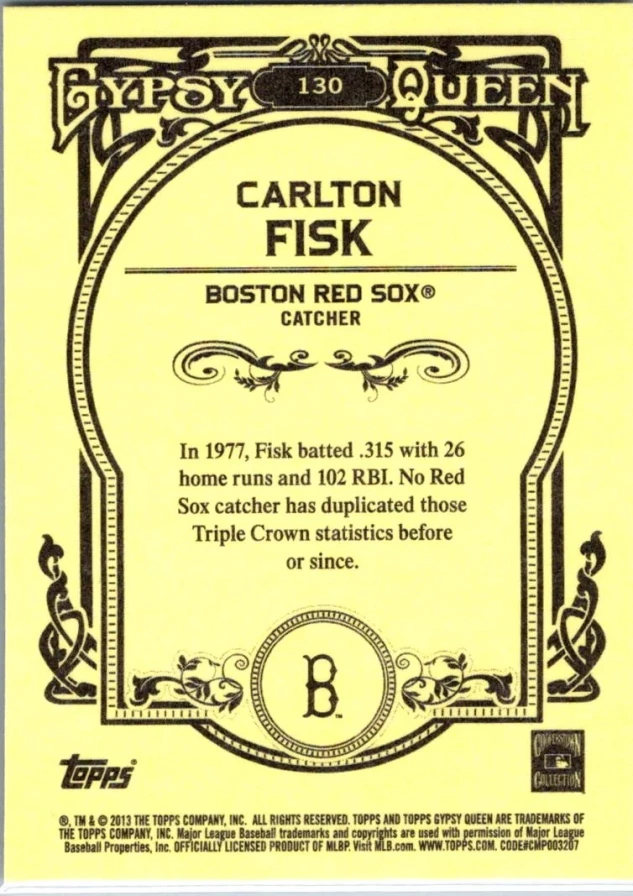 GYPSY 130 QUEEN
CARLTON
FISK
BOSTON RED SOX®
CATCHER
In 1977, Fisk batted .315 with 26
home runs and 102 RBI. No Red
Sox catcher has duplicated those
Triple Crown statistics before
or since.
B™
topps®
COOPERSTOWN
COLLECTION
®, TM & © 2013 THE TOPPS COMPANY, INC. ALL RIGHTS RESERVED. TOPPS AND TOPPS GYPSY QUEEN ARE TRADEMARKS OF
THE TOPPS COMPANY, INC. Major League Baseball trademarks and copyrights are used with permission of Major League
Baseball Properties, Inc. OFFICIALLY LICENSED PRODUCT OF MLBP. Visit MLB.com. WWW.TOPPS.COM. CODE#CMP003207